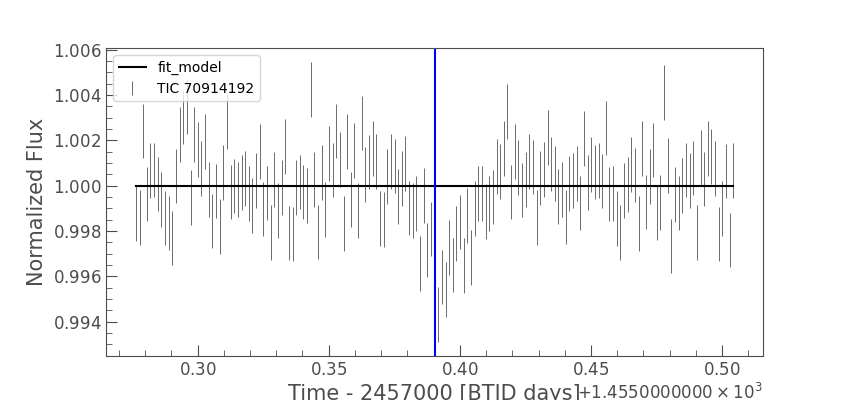 1.006
fit_model
TIC 70914192
1.004
1.002
1.000
0.998
0.996
0.994
Normalized Flux
0.30 0.35 0.40 0.45 0.50
Time - 2457000 [BTJD days]
+1.4550000000 × 10³